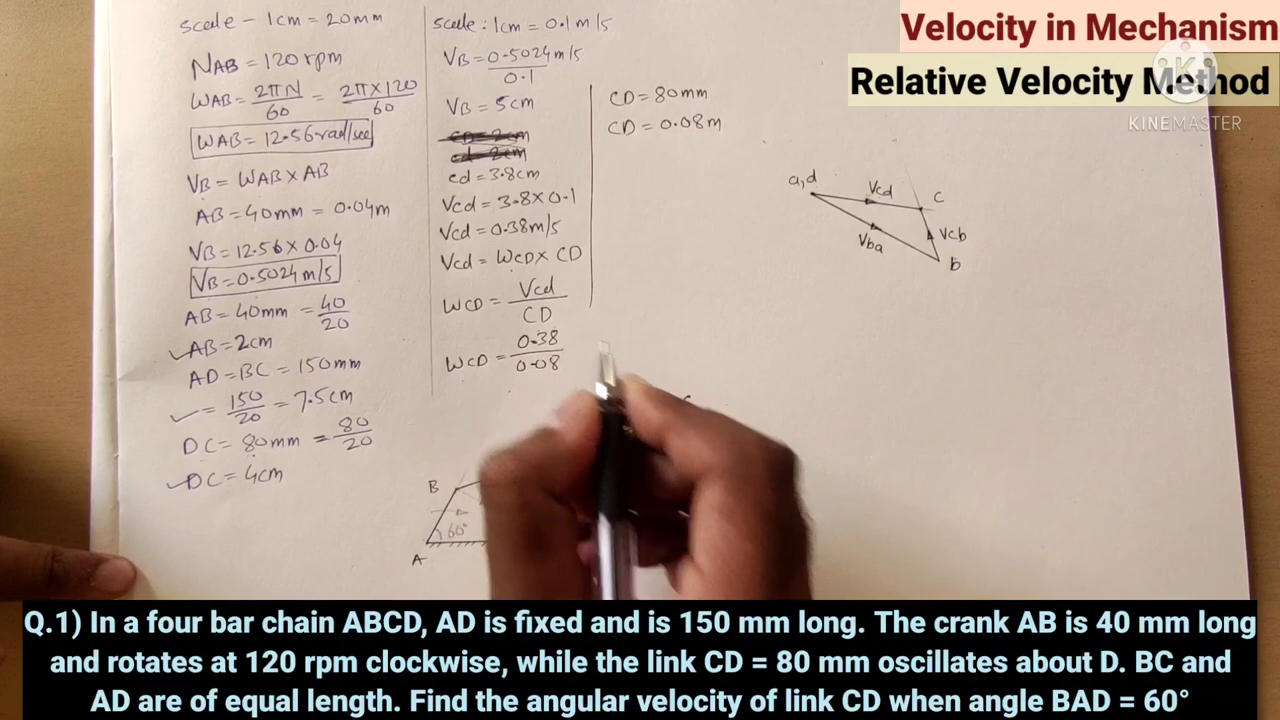 Velocity in Mechanism
Relative Velocity Method
KINEMASTER
scale - 1cm = 20mm
NAB = 120 rpm
WAB = 2πN/60 = 2π×120/60
WAB = 12.56 rad/sec
VB = WAB × AB
AB = 40mm = 0.04m
VB = 12.56 × 0.04
VB = 0.5024 m/s
AB = 40mm = 40/20
✓AB = 2cm
AD = BC = 150mm
✓ = 150/20 = 7.5cm
DC = 80mm = 80/20
✓DC = 4cm
scale : 1cm = 0.1 m/s
VB = 0.5024 m/s / 0.1
VB = 5cm
cd = 3.8cm
Vcd = 3.8 × 0.1
Vcd = 0.38 m/s
Vcd = WCD × CD
WCD = Vcd/CD
WCD = 0.38/0.08
CD = 80mm
CD = 0.08m
a,d
Vcd
c
Vcb
Vba
b
B
60°
A
Q.1) In a four bar chain ABCD, AD is fixed and is 150 mm long. The crank AB is 40 mm long
and rotates at 120 rpm clockwise, while the link CD = 80 mm oscillates about D. BC and
AD are of equal length. Find the angular velocity of link CD when angle BAD = 60°